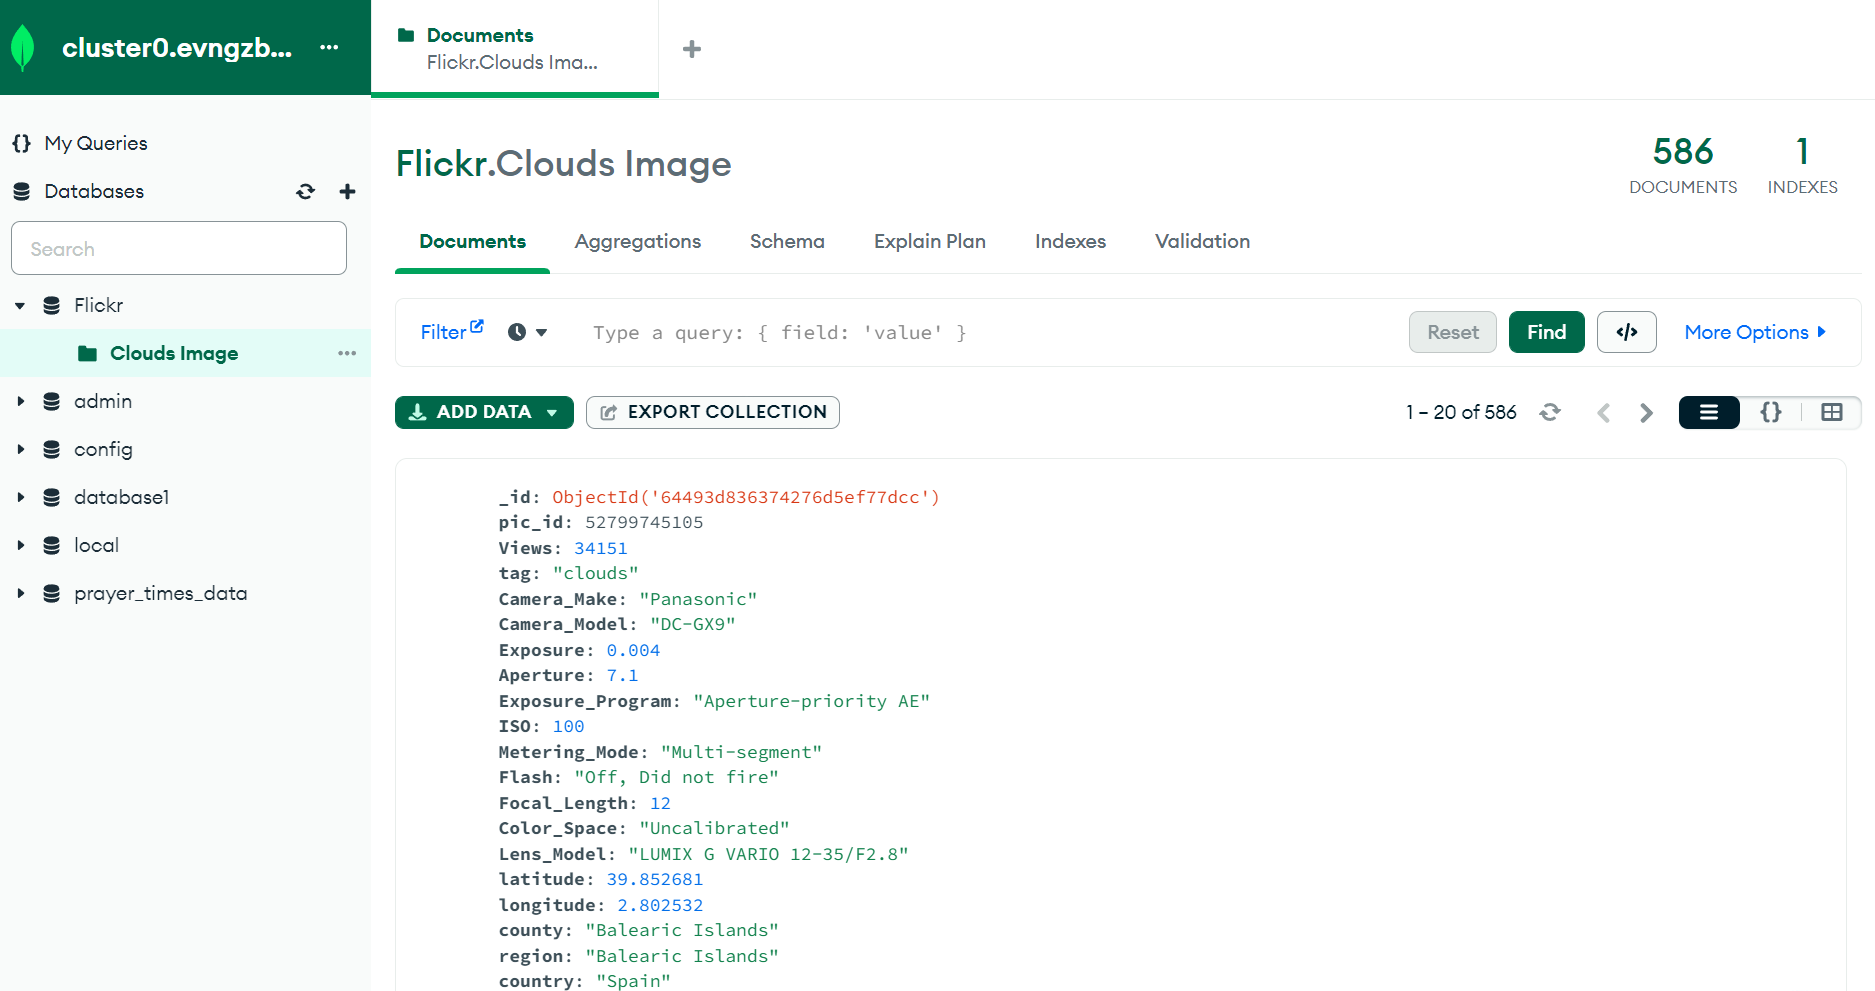 cluster0.evngzb...
Documents
Flickr.Clouds Ima...
My Queries
Databases
Search
Flickr
Clouds Image
admin
config
database1
local
prayer_times_data
Flickr.Clouds Image
586
DOCUMENTS
1
INDEXES
Documents Aggregations Schema Explain Plan Indexes Validation
Filter Type a query: { field: 'value' } Reset Find </> More Options
ADD DATA EXPORT COLLECTION 1 – 20 of 586 {}
_id: ObjectId('64493d836374276d5ef77dcc')
pic_id: 52799745105
Views: 34151
tag: "clouds"
Camera_Make: "Panasonic"
Camera_Model: "DC-GX9"
Exposure: 0.004
Aperture: 7.1
Exposure_Program: "Aperture-priority AE"
ISO: 100
Metering_Mode: "Multi-segment"
Flash: "Off, Did not fire"
Focal_Length: 12
Color_Space: "Uncalibrated"
Lens_Model: "LUMIX G VARIO 12-35/F2.8"
latitude: 39.852681
longitude: 2.802532
county: "Balearic Islands"
region: "Balearic Islands"
country: "Spain"